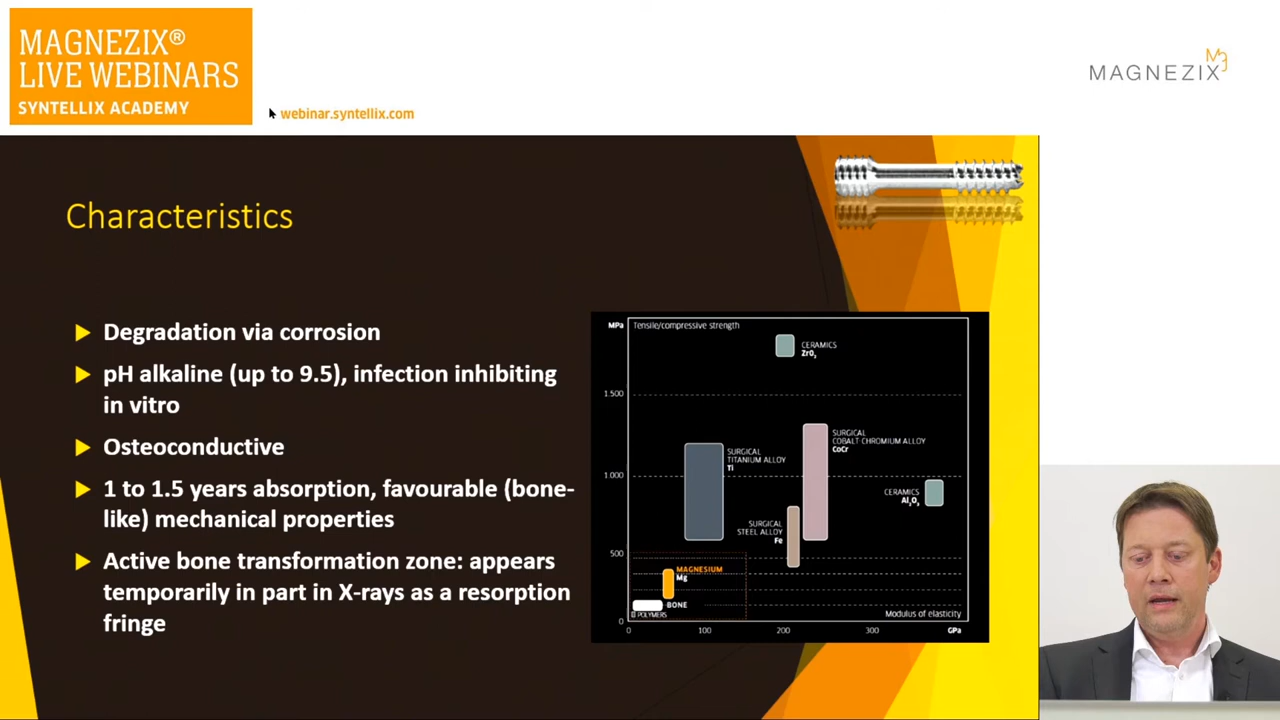 MAGNEZIX®
LIVE WEBINARS
SYNTELLIX ACADEMY
webinar.syntellix.com
MAGNEZIX
Characteristics
Degradation via corrosion
pH alkaline (up to 9.5), infection inhibiting
in vitro
Osteoconductive
1 to 1.5 years absorption, favourable (bone-
like) mechanical properties
Active bone transformation zone: appears
temporarily in part in X-rays as a resorption
fringe
MPa
Tensile/compressive strength
CERAMICS
ZrO₂
1.500
SURGICAL
COBALT-CHROMIUM ALLOY
CoCr
SURGICAL
TITANIUM ALLOY
Ti
1.000
CERAMICS
Al₂O₃
SURGICAL
STEEL ALLOY
Fe
500
MAGNESIUM
Mg
BONE
POLYMERS
Modulus of elasticity
0
0
100
200
300
GPa